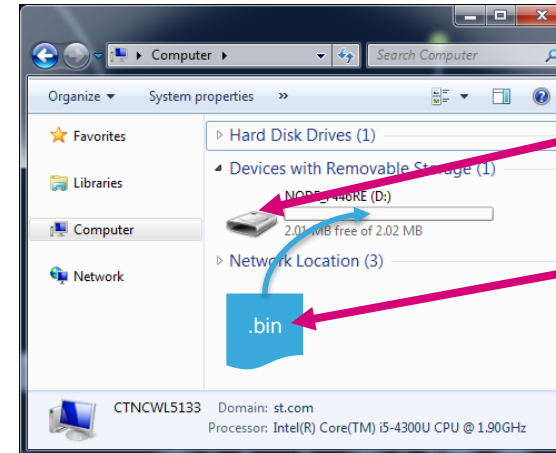 Computer
Search Computer
Organize System properties »
Favorites
Libraries
Computer
Network
Hard Disk Drives (1)
Devices with Removable Storage (1)
NODE_F446RE (D:)
2.01 MB free of 2.02 MB
Network Location (3)
.bin
CTNCWL5133 Domain: st.com
Processor: Intel(R) Core(TM) i5-4300U CPU @ 1.90GHz